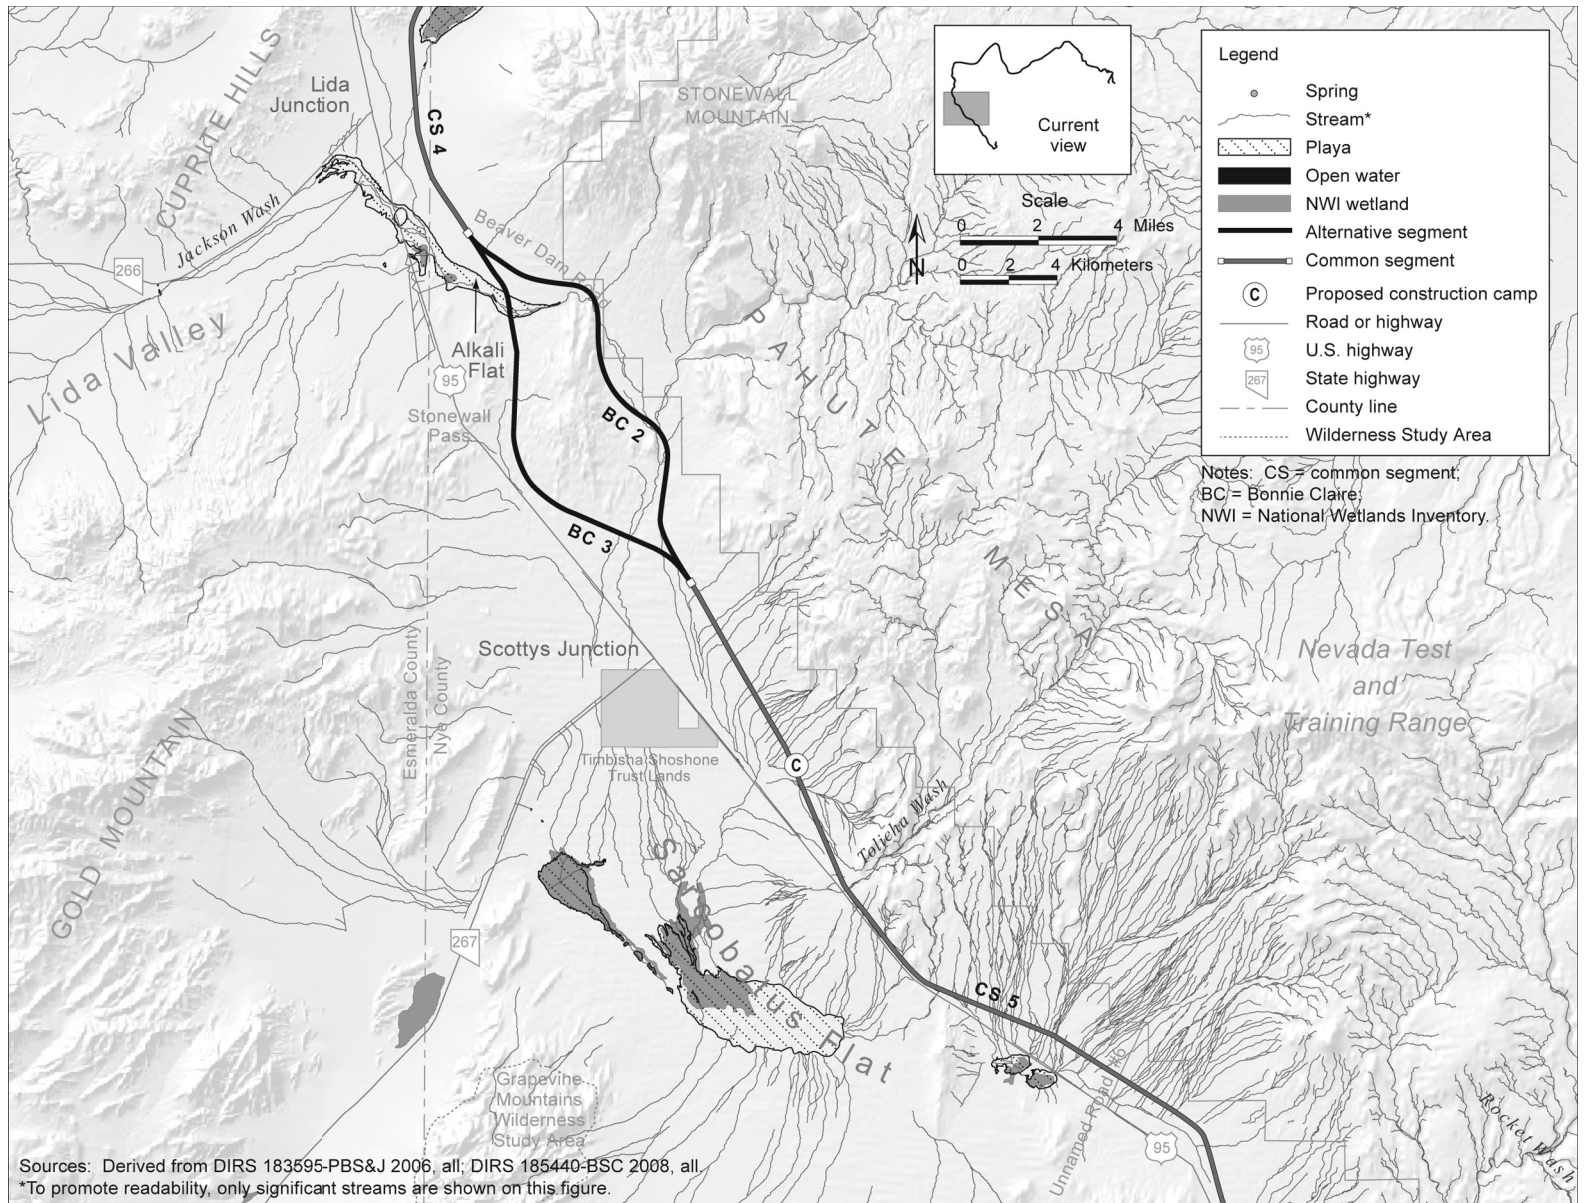 CUPRITE HILLS
Lida
Junction
CS 4
STONEWALL
MOUNTAIN
Current
view
Scale
0 2 4 Miles
0 2 4 Kilometers
N
Legend
Spring
Stream*
Playa
Open water
NWI wetland
Alternative segment
Common segment
C Proposed construction camp
Road or highway
95 U.S. highway
267 State highway
County line
Wilderness Study Area
Notes: CS = common segment;
BC = Bonnie Claire;
NWI = National Wetlands Inventory.
Jackson Wash
266
Beaver Dam Road
Lida Valley
Alkali
Flat
95
Stonewall
Pass
BC 2
BC 3
PAHUTE
MESA
Scottys Junction
Esmeralda County
Nye County
Nevada Test
and
Training Range
Timbisha Shoshone
Trust Lands
C
Tolicha Wash
GOLD MOUNTAIN
267
Sarcobatus Flat
CS 5
Grapevine
Mountains
Wilderness
Study Area
Unnamed Road #9
95
Rocket Wash
Sources: Derived from DIRS 183595-PBS&J 2006, all; DIRS 185440-BSC 2008, all.
*To promote readability, only significant streams are shown on this figure.